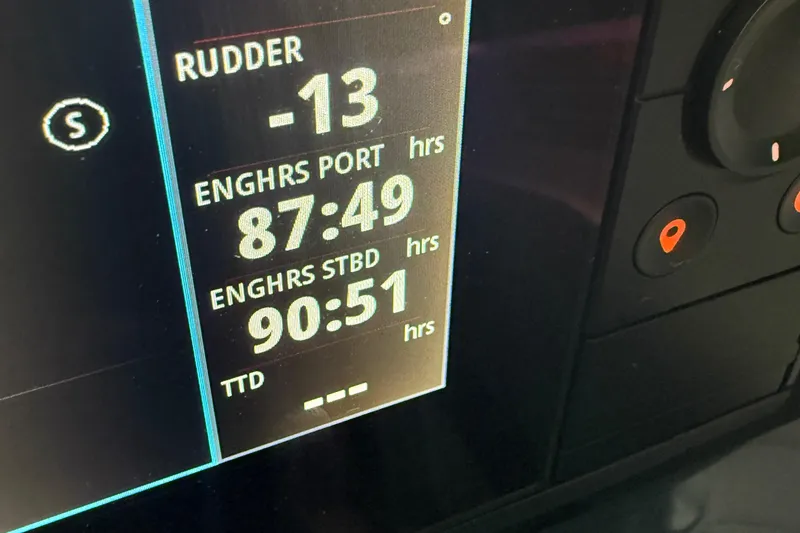 °
RUDDER
-13
ENGHRS PORT hrs
87:49
ENGHRS STBD hrs
90:51
TTD hrs
---
S